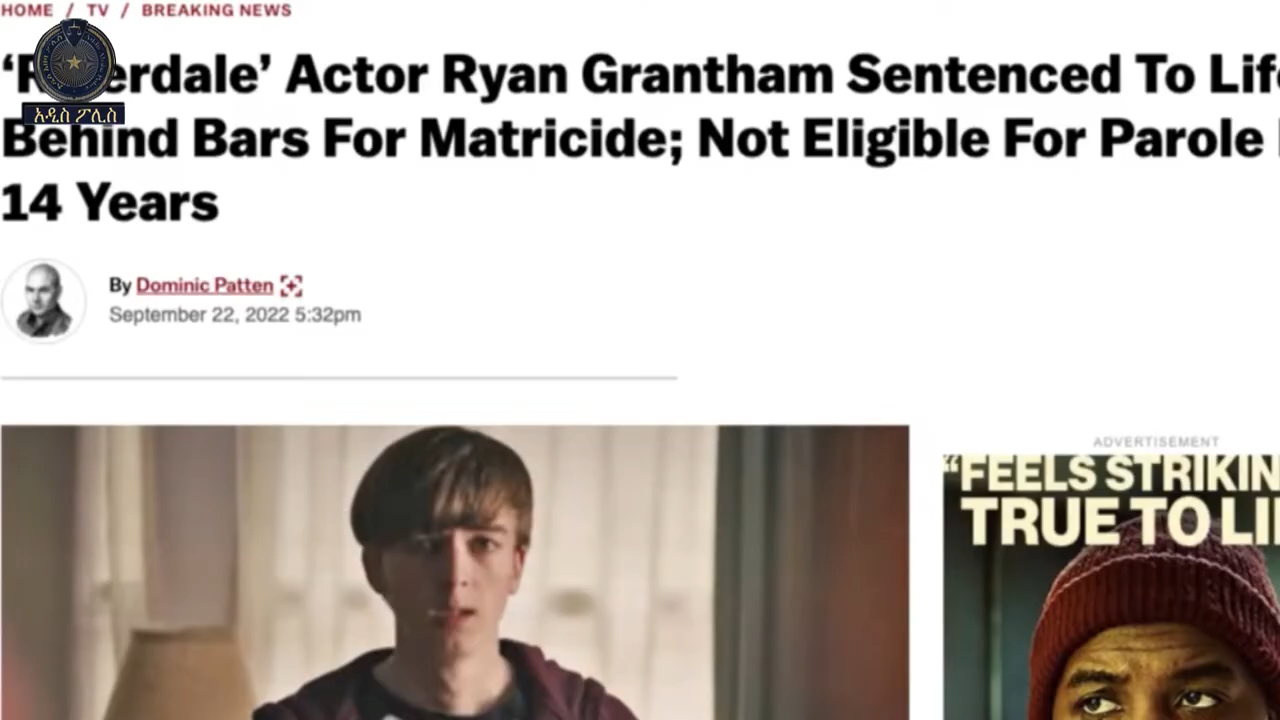 HOME / TV / BREAKING NEWS
አዲስ ፖሊስ
‘R erdale’ Actor Ryan Grantham Sentenced To Life
Behind Bars For Matricide; Not Eligible For Parole
14 Years
By Dominic Patten
September 22, 2022 5:32pm
ADVERTISEMENT
“FEELS STRIKIN
TRUE TO LI